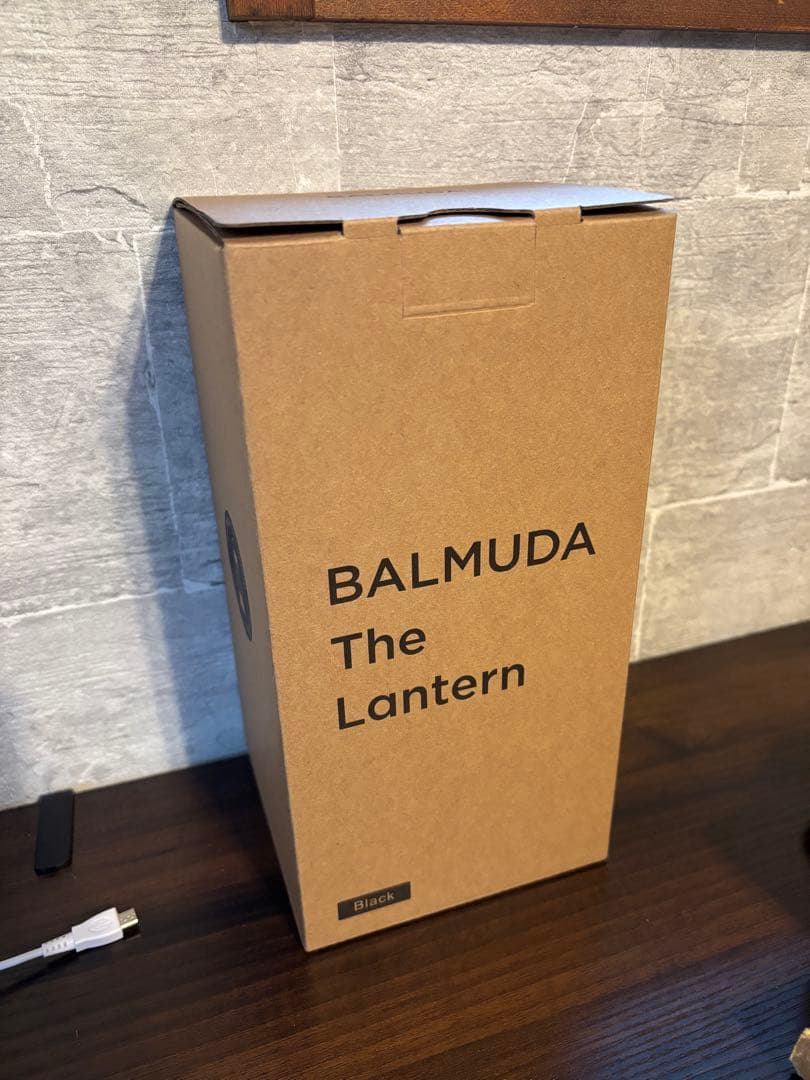 BALMUDA
The
Lantern
Black